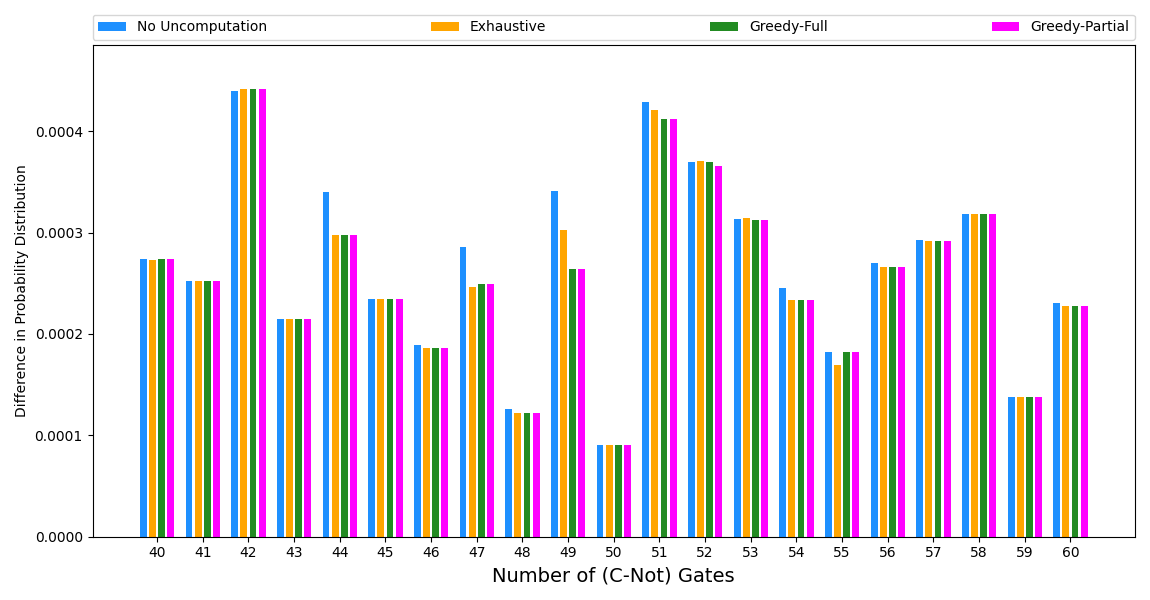 No Uncomputation Exhaustive Greedy-Full Greedy-Partial
Difference in Probability Distribution
0.0004
0.0003
0.0002
0.0001
0.0000
40 41 42 43 44 45 46 47 48 49 50 51 52 53 54 55 56 57 58 59 60
Number of (C-Not) Gates